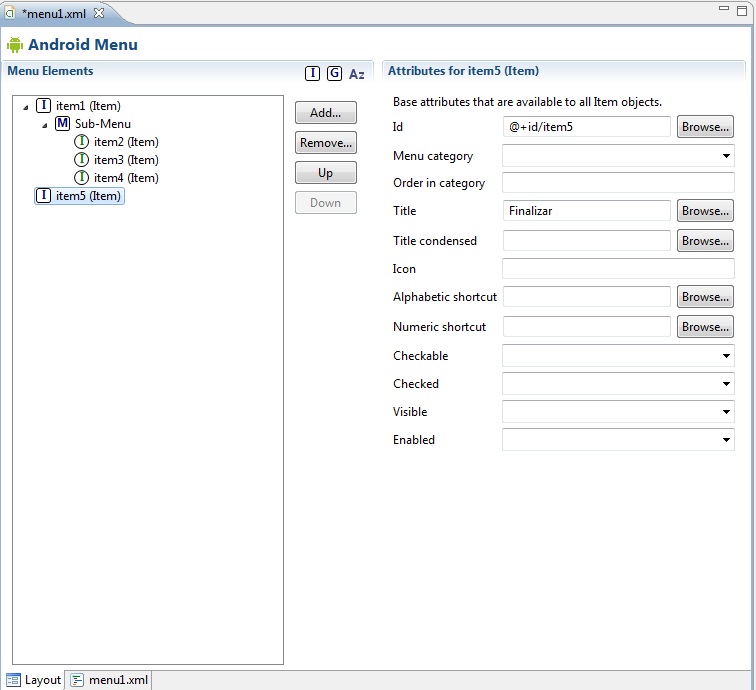 *menu1.xml
Android Menu
Menu Elements
I G Az
I item1 (Item)
M Sub-Menu
I item2 (Item)
I item3 (Item)
I item4 (Item)
I item5 (Item)
Add...
Remove...
Up
Down
Attributes for item5 (Item)
Base attributes that are available to all Item objects.
Id @+id/item5 Browse...
Menu category
Order in category
Title Finalizar Browse...
Title condensed Browse...
Icon
Alphabetic shortcut Browse...
Numeric shortcut Browse...
Checkable
Checked
Visible
Enabled
Layout menu1.xml